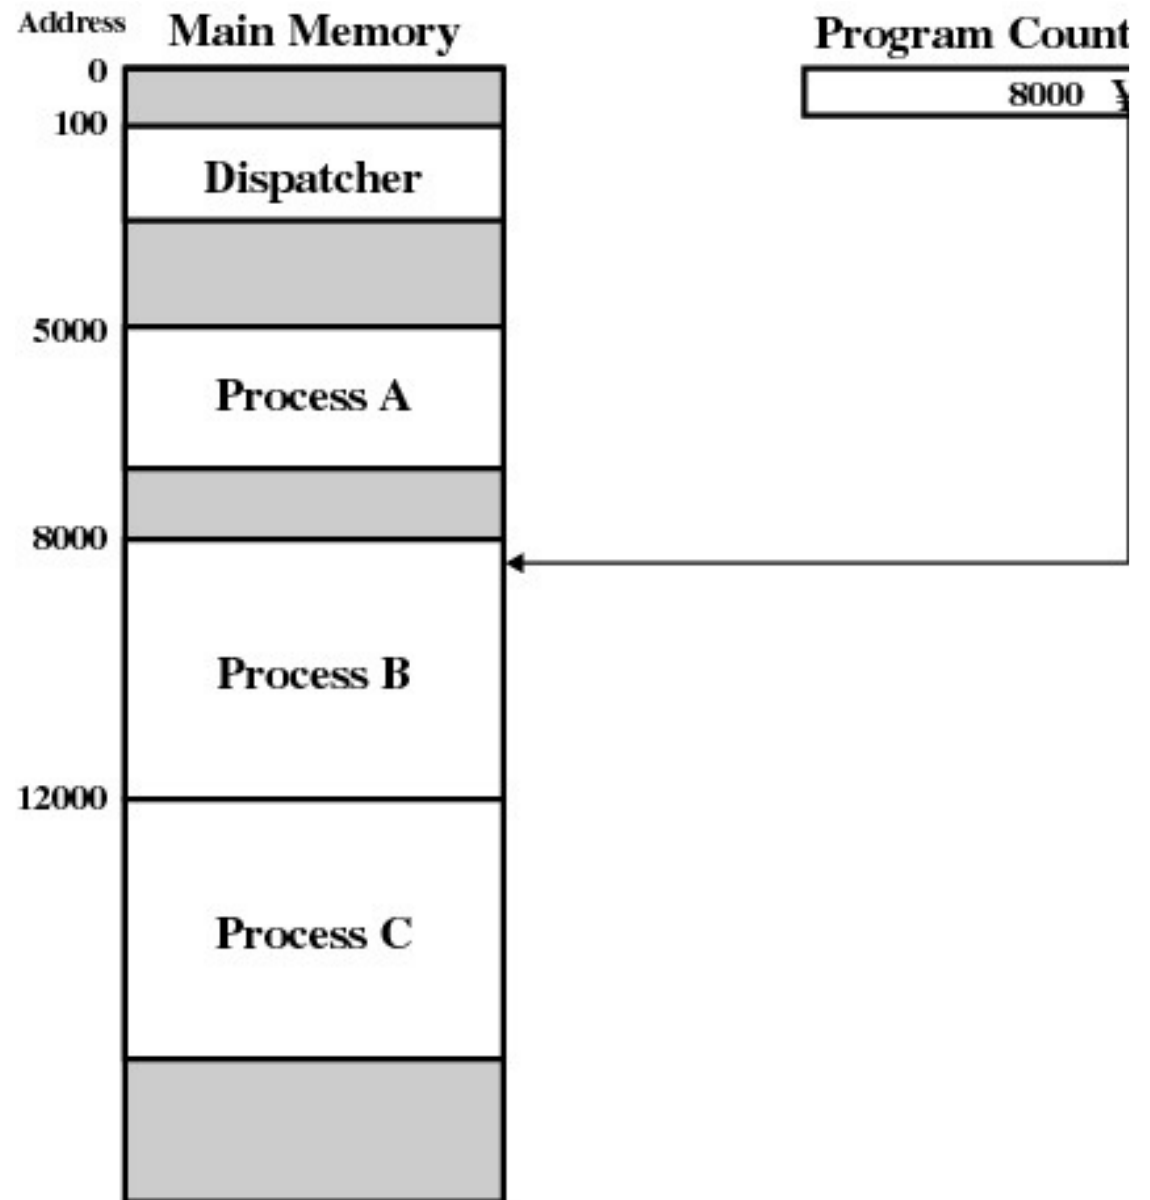 Address
Main Memory
Program Count
0
8000 ¥
100
Dispatcher
5000
Process A
8000
Process B
12000
Process C